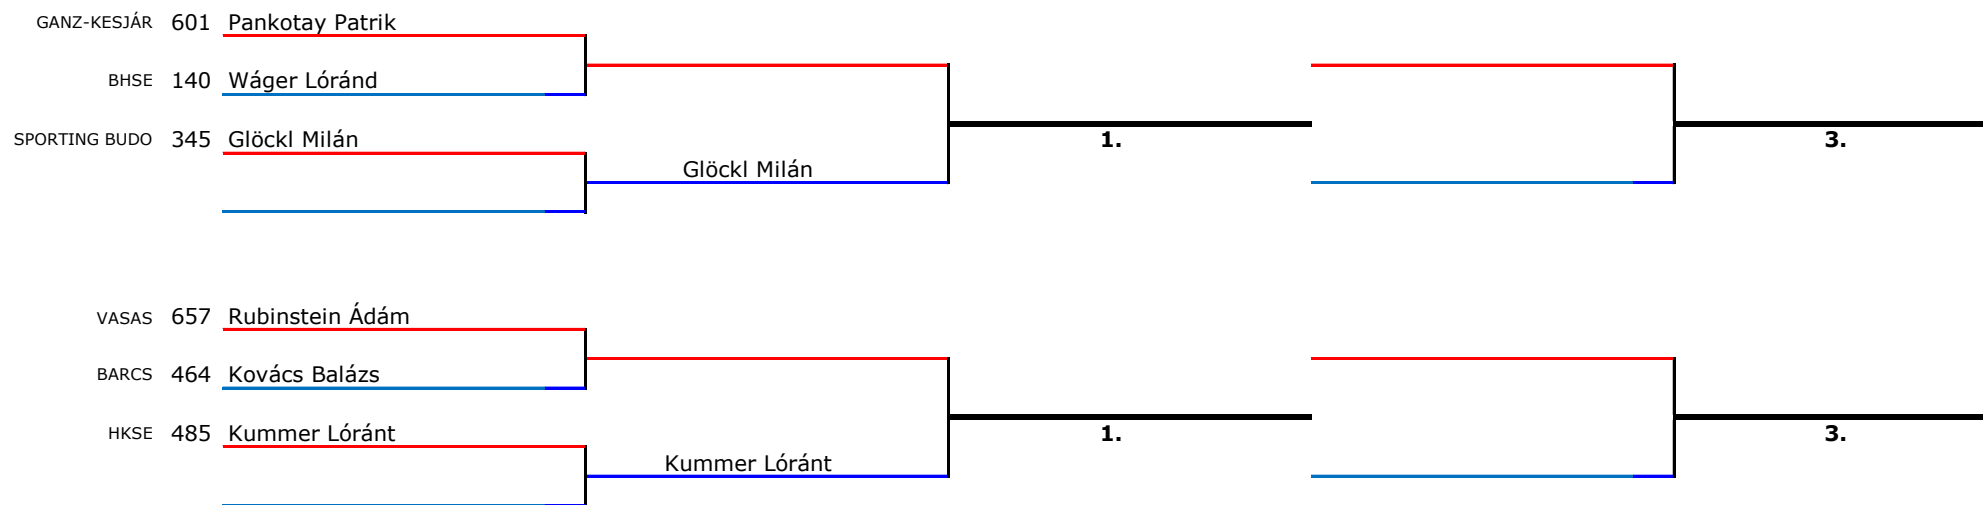 GANZ-KESJÁR 601 Pankotay Patrik
BHSE 140 Wáger Lóránd
SPORTING BUDO 345 Glöckl Milán
1.
3.
Glöckl Milán
VASAS 657 Rubinstein Ádám
BARCS 464 Kovács Balázs
HKSE 485 Kummer Lóránt
1.
3.
Kummer Lóránt